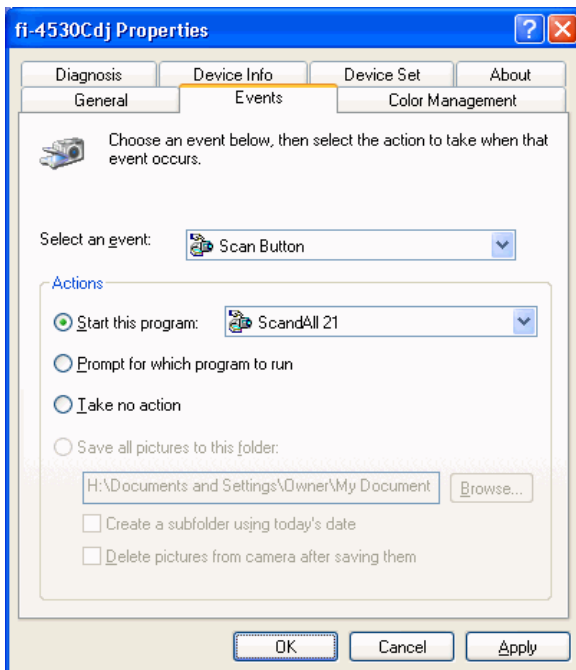 fi-4530Cdj Properties
Diagnosis Device Info Device Set About
General Events Color Management
Choose an event below, then select the action to take when that
event occurs.
Select an event: Scan Button
Actions
Start this program: ScandAll 21
Prompt for which program to run
Take no action
Save all pictures to this folder:
H:\Documents and Settings\Owner\My Document Browse...
Create a subfolder using today's date
Delete pictures from camera after saving them
OK Cancel Apply